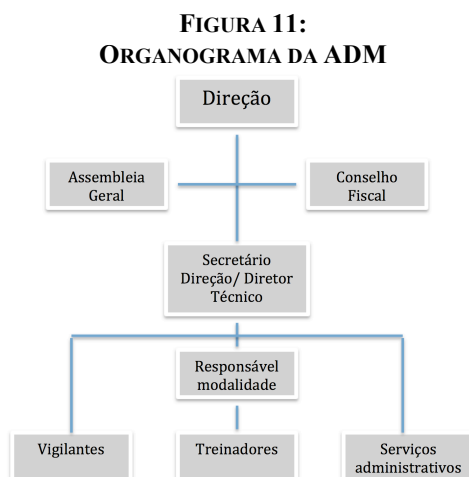 FIGURA 11:
ORGANOGRAMA DA ADM
Direção
Assembleia
Geral
Conselho
Fiscal
Secretário
Direção/ Diretor
Técnico
Responsável
modalidade
Vigilantes
Treinadores
Serviços
administrativos